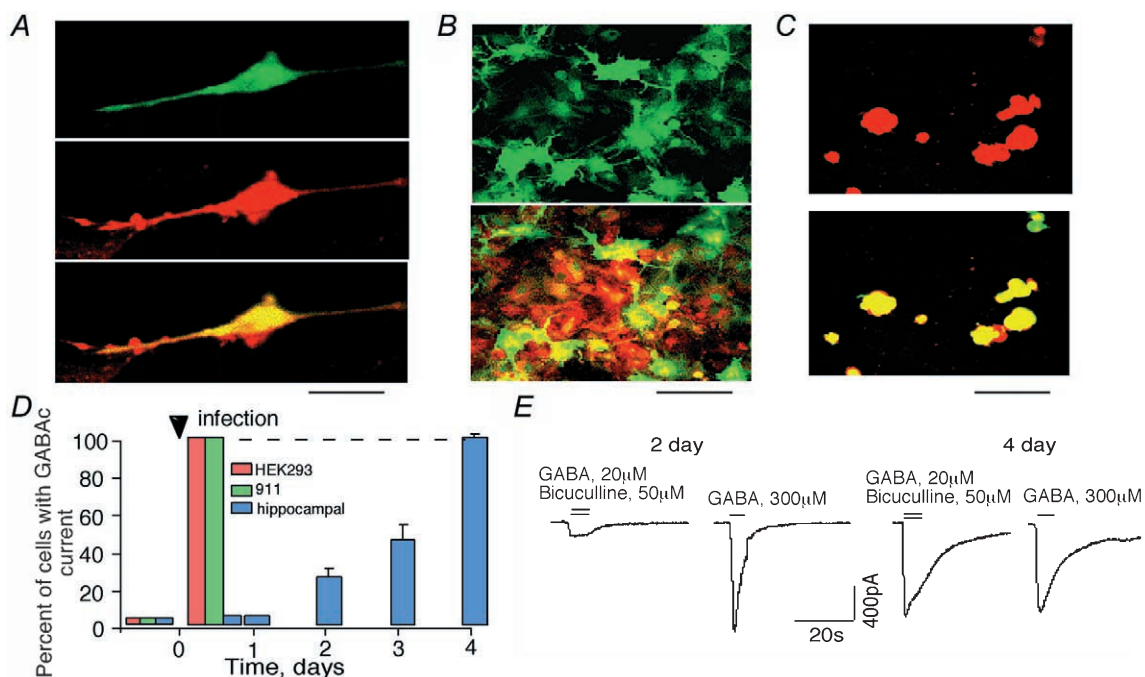 A
B
C
D
infection
Percent of cells with GABAc
current
100
80
60
40
20
0
HEK293
911
hippocampal
0
1
2
3
4
Time, days
E
2 day
4 day
GABA, 20µM
Bicuculline, 50µM
GABA, 300µM
GABA, 20µM
Bicuculline, 50µM
GABA, 300µM
400pA
20s